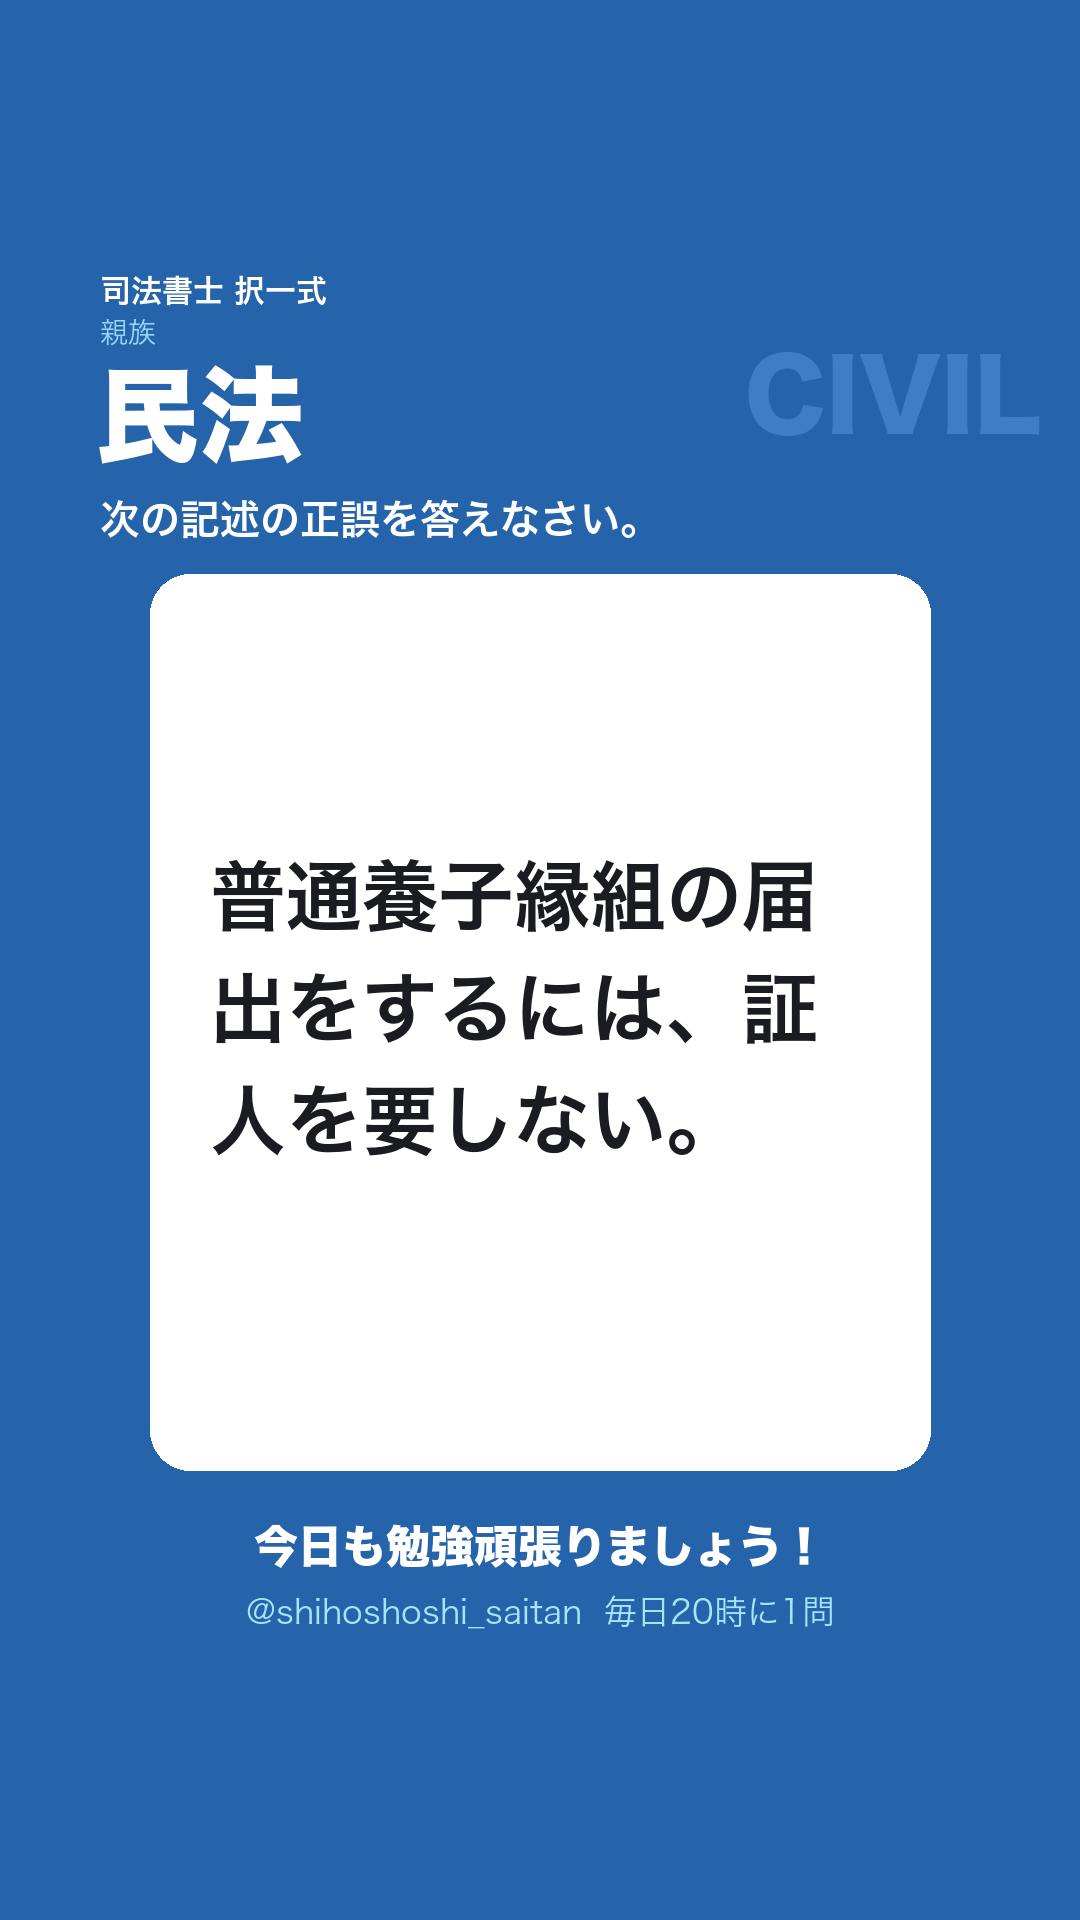 司法書士 択一式
親族
民法
CIVIL
次の記述の正誤を答えなさい。
普通養子縁組の届
出をするには、証
人を要しない。
今日も勉強頑張りましょう！
@shihoshoshi_saitan 毎日20時に1問